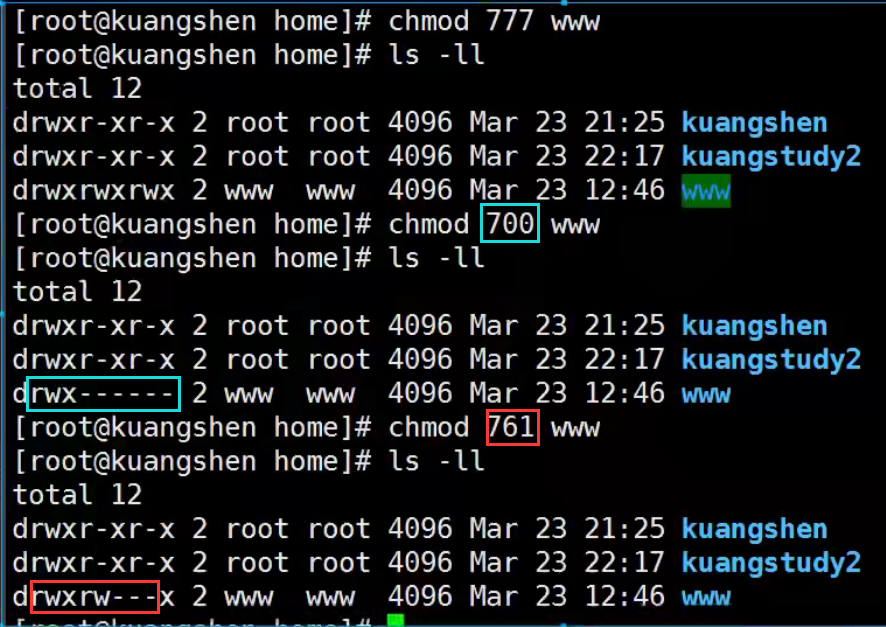 [root@kuangshen home]# chmod 777 www
[root@kuangshen home]# ls -ll
total 12
drwxr-xr-x 2 root root 4096 Mar 23 21:25 kuangshen
drwxr-xr-x 2 root root 4096 Mar 23 22:17 kuangstudy2
drwxrwxrwx 2 www  www  4096 Mar 23 12:46 www
[root@kuangshen home]# chmod 700 www
[root@kuangshen home]# ls -ll
total 12
drwxr-xr-x 2 root root 4096 Mar 23 21:25 kuangshen
drwxr-xr-x 2 root root 4096 Mar 23 22:17 kuangstudy2
drwx------ 2 www  www  4096 Mar 23 12:46 www
[root@kuangshen home]# chmod 761 www
[root@kuangshen home]# ls -ll
total 12
drwxr-xr-x 2 root root 4096 Mar 23 21:25 kuangshen
drwxr-xr-x 2 root root 4096 Mar 23 22:17 kuangstudy2
drwxrw---x 2 www  www  4096 Mar 23 12:46 www
[root@kuangshen home]#